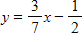 y = 3/7 x - 1/2